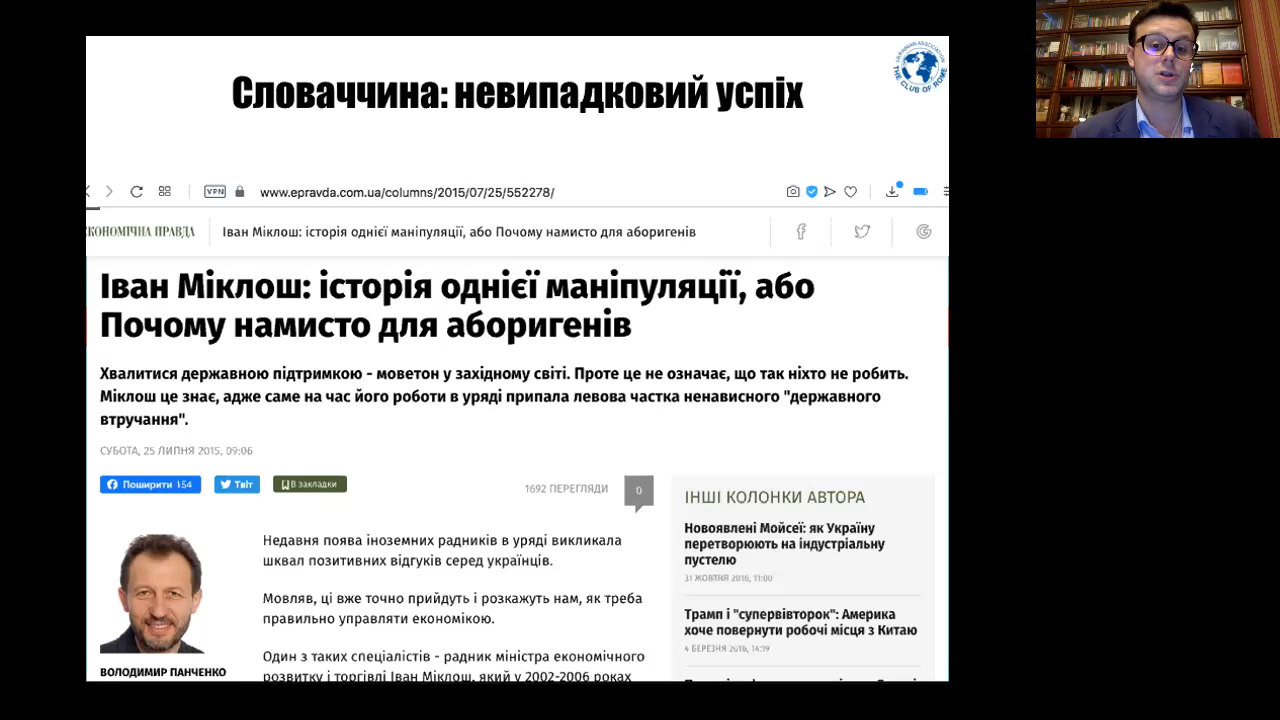 Словаччина: невипадковий успіх
UKRAINIAN ASSOCIATION
THE CLUB OF ROME
VPN
www.epravda.com.ua/columns/2015/07/25/552278/
КОНОМІЧНА ПРАВДА
Іван Міклош: історія однієї маніпуляції, або Почому намисто для аборигенів
Іван Міклош: історія однієї маніпуляції, або
Почому намисто для аборигенів
Хвалитися державною підтримкою - моветон у західному світі. Проте це не означає, що так ніхто не робить.
Міклош це знає, адже саме на час його роботи в уряді припала левова частка ненависного "державного
втручання".
СУБОТА, 25 ЛИПНЯ 2015, 09:06
Поширити 154
Твіт
В закладки
1692 ПЕРЕГЛЯДИ
0
Недавня поява іноземних радників в уряді викликала
шквал позитивних відгуків серед українців.
Мовляв, ці вже точно прийдуть і розкажуть нам, як треба
правильно управляти економікою.
Один з таких спеціалістів - радник міністра економічного
розвитку і торгівлі Іван Міклош, який у 2002-2006 роках
ВОЛОДИМИР ПАНЧЕНКО
ІНШІ КОЛОНКИ АВТОРА
Новоявлені Мойсеї: як Україну
перетворюють на індустріальну
пустелю
31 ЖОВТНЯ 2016, 11:00
Трамп і "супервівторок": Америка
хоче повернути робочі місця з Китаю
4 БЕРЕЗНЯ 2016, 14:19